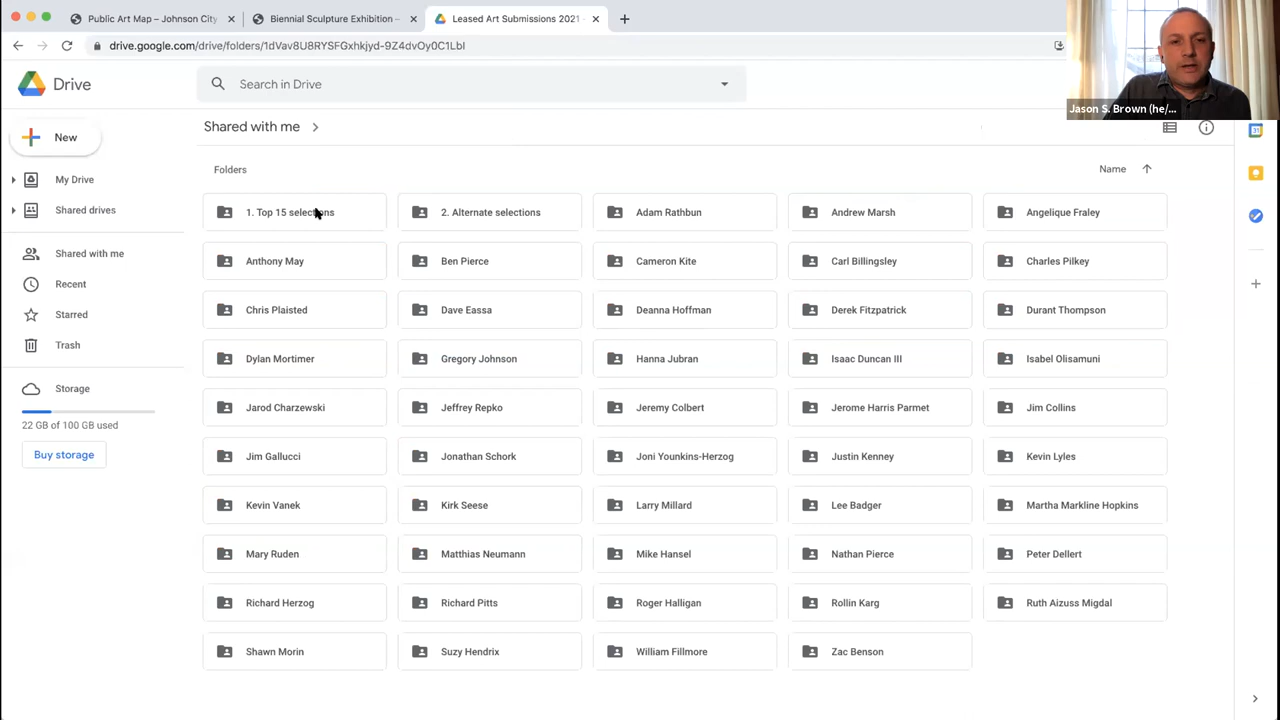 Public Art Map – Johnson City
Biennial Sculpture Exhibition –
Leased Art Submissions 2021
drive.google.com/drive/folders/1dVav8U8RYSFGxhkjyd-9Z4dvOy0C1LbI
Drive
Search in Drive
Jason S. Brown (he/...
New
Shared with me
My Drive
Shared drives
Shared with me
Recent
Starred
Trash
Storage
22 GB of 100 GB used
Buy storage
Folders
Name
1. Top 15 selections
2. Alternate selections
Adam Rathbun
Andrew Marsh
Angelique Fraley
Anthony May
Ben Pierce
Cameron Kite
Carl Billingsley
Charles Pilkey
Chris Plaisted
Dave Eassa
Deanna Hoffman
Derek Fitzpatrick
Durant Thompson
Dylan Mortimer
Gregory Johnson
Hanna Jubran
Isaac Duncan III
Isabel Olisamuni
Jarod Charzewski
Jeffrey Repko
Jeremy Colbert
Jerome Harris Parmet
Jim Collins
Jim Gallucci
Jonathan Schork
Joni Younkins-Herzog
Justin Kenney
Kevin Lyles
Kevin Vanek
Kirk Seese
Larry Millard
Lee Badger
Martha Markline Hopkins
Mary Ruden
Matthias Neumann
Mike Hansel
Nathan Pierce
Peter Dellert
Richard Herzog
Richard Pitts
Roger Halligan
Rollin Karg
Ruth Aizuss Migdal
Shawn Morin
Suzy Hendrix
William Fillmore
Zac Benson
31